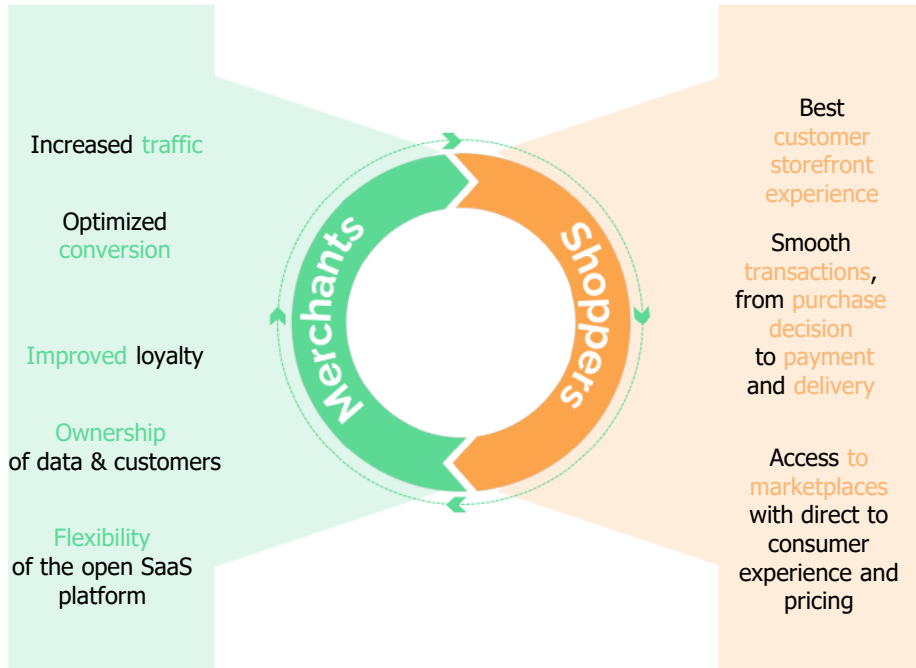 Increased traffic
Optimized
conversion
Improved loyalty
Ownership
of data & customers
Flexibility
of the open SaaS
platform
Merchants
Shoppers
Best
customer
storefront
experience
Smooth
transactions,
from purchase
decision
to payment
and delivery
Access to
marketplaces
with direct to
consumer
experience and
pricing